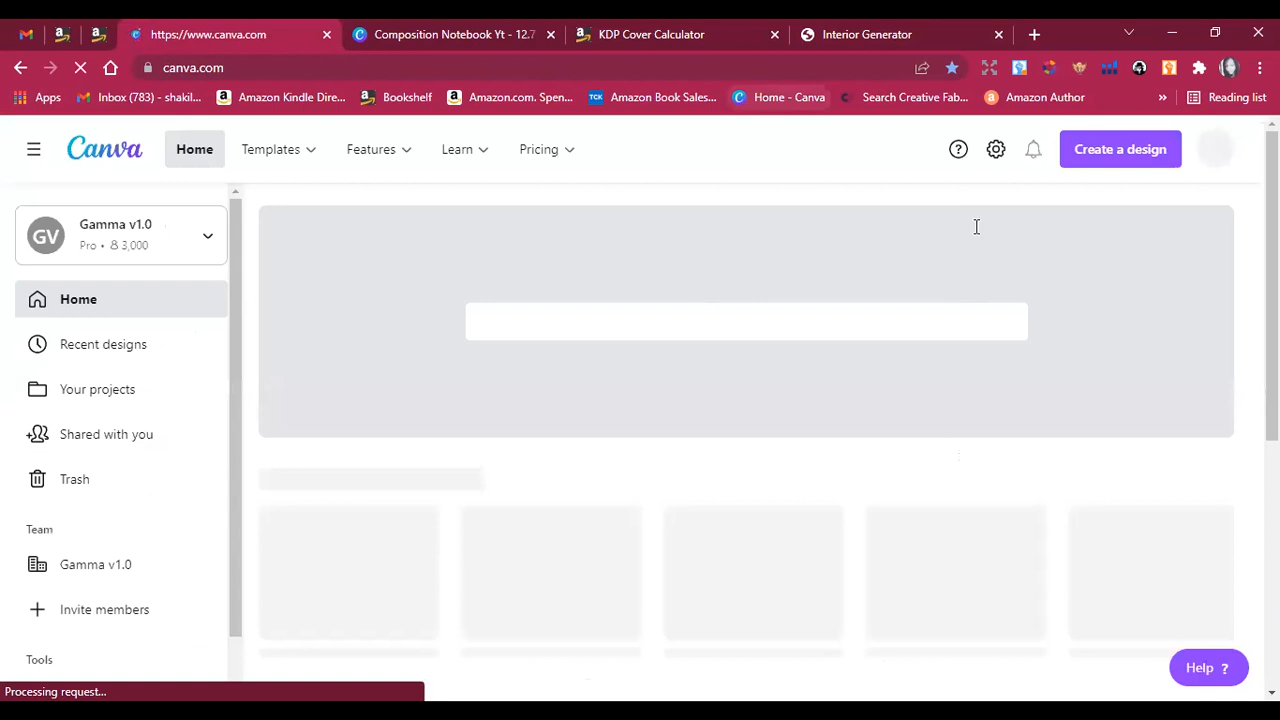 https://www.canva.com
Composition Notebook Yt - 12.7
KDP Cover Calculator
Interior Generator
canva.com
Apps
Inbox (783) - shakil...
Amazon Kindle Dire...
Bookshelf
Amazon.com. Spen...
TCK
Amazon Book Sales...
Home - Canva
Search Creative Fab...
Amazon Author
»
Reading list
Canva
Home
Templates
Features
Learn
Pricing
Create a design
GV
Gamma v1.0
Pro • 3,000
Home
Recent designs
Your projects
Shared with you
Trash
Team
Gamma v1.0
Invite members
Tools
Help ?
Processing request...